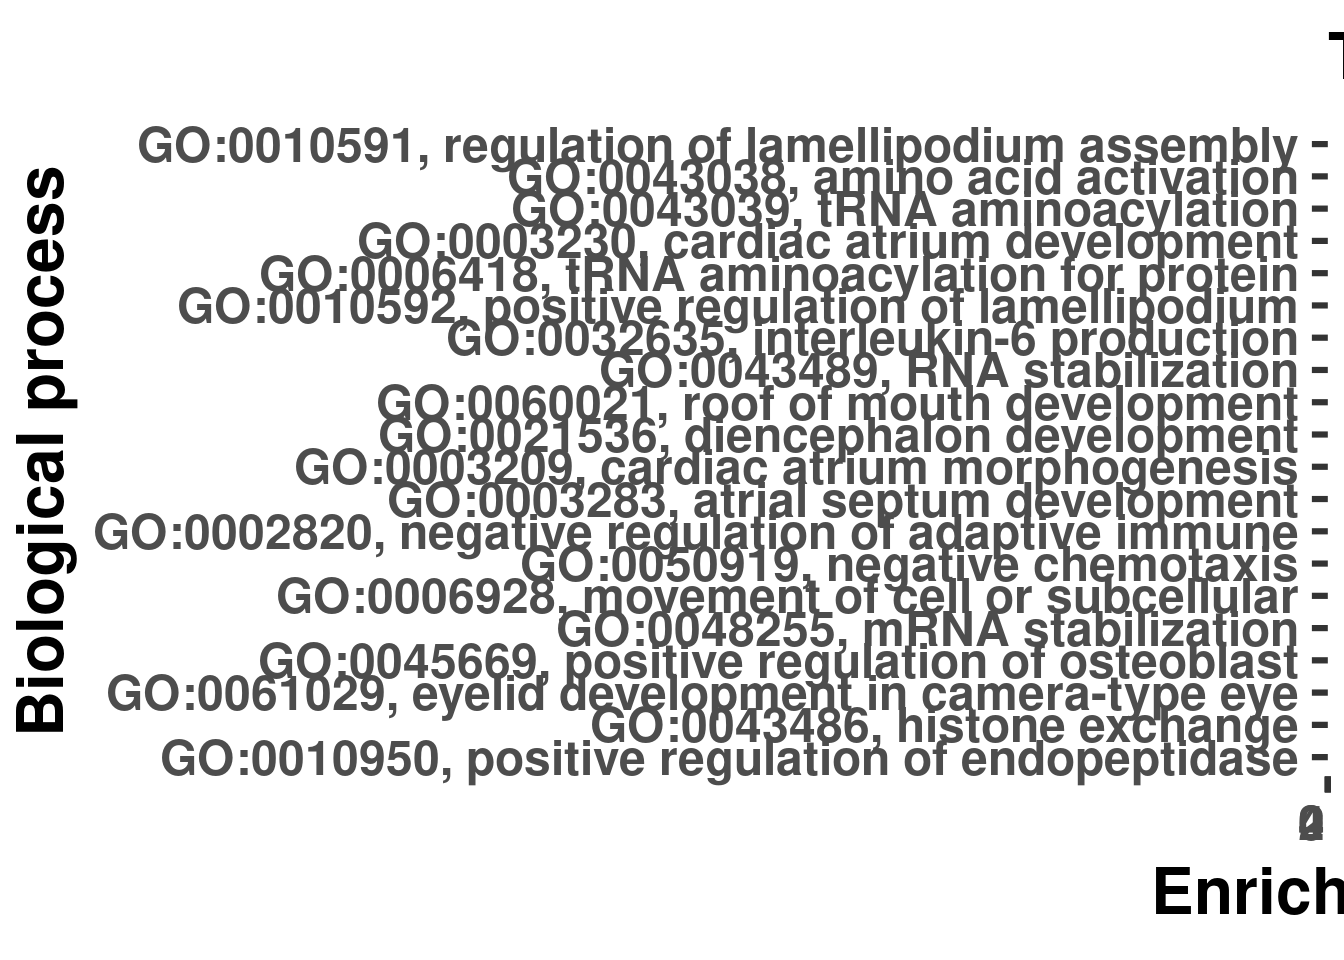 T
GO:0010591, regulation of lamellipodium assembly
GO:0043038, amino acid activation
GO:0043039, tRNA aminoacylation
GO:0003230, cardiac atrium development
GO:0006418, tRNA aminoacylation for protein
GO:0010592, positive regulation of lamellipodium
GO:0032635, interleukin-6 production
GO:0043489, RNA stabilization
GO:0060021, roof of mouth development
GO:0021536, diencephalon development
GO:0003209, cardiac atrium morphogenesis
GO:0003283, atrial septum development
GO:0002820, negative regulation of adaptive immune
GO:0050919, negative chemotaxis
GO:0006928, movement of cell or subcellular
GO:0048255, mRNA stabilization
GO:0045669, positive regulation of osteoblast
GO:0061029, eyelid development in camera-type eye
GO:0043486, histone exchange
GO:0010950, positive regulation of endopeptidase
Biological process
Enrich